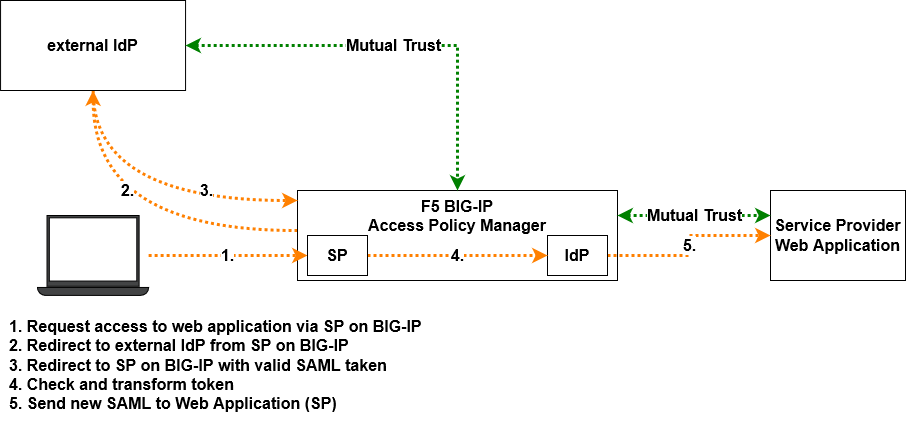 external IdP
Mutual Trust
2.
3.
F5 BIG-IP
Access Policy Manager
Mutual Trust
Service Provider
Web Application
1.
SP
4.
IdP
5.
1. Request access to web application via SP on BIG-IP
2. Redirect to external IdP from SP on BIG-IP
3. Redirect to SP on BIG-IP with valid SAML taken
4. Check and transform token
5. Send new SAML to Web Application (SP)